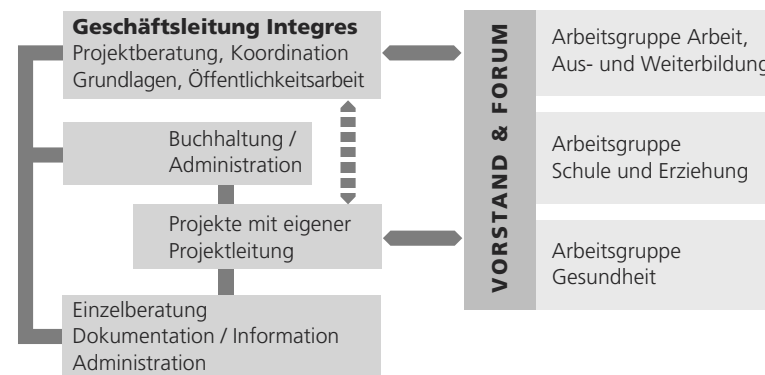 Geschäftsleitung Integres
Projektberatung, Koordination
Grundlagen, Öffentlichkeitsarbeit
Buchhaltung /
Administration
Projekte mit eigener
Projektleitung
Einzelberatung
Dokumentation / Information
Administration
VORSTAND & FORUM
Arbeitsgruppe Arbeit,
Aus- und Weiterbildung
Arbeitsgruppe
Schule und Erziehung
Arbeitsgruppe
Gesundheit